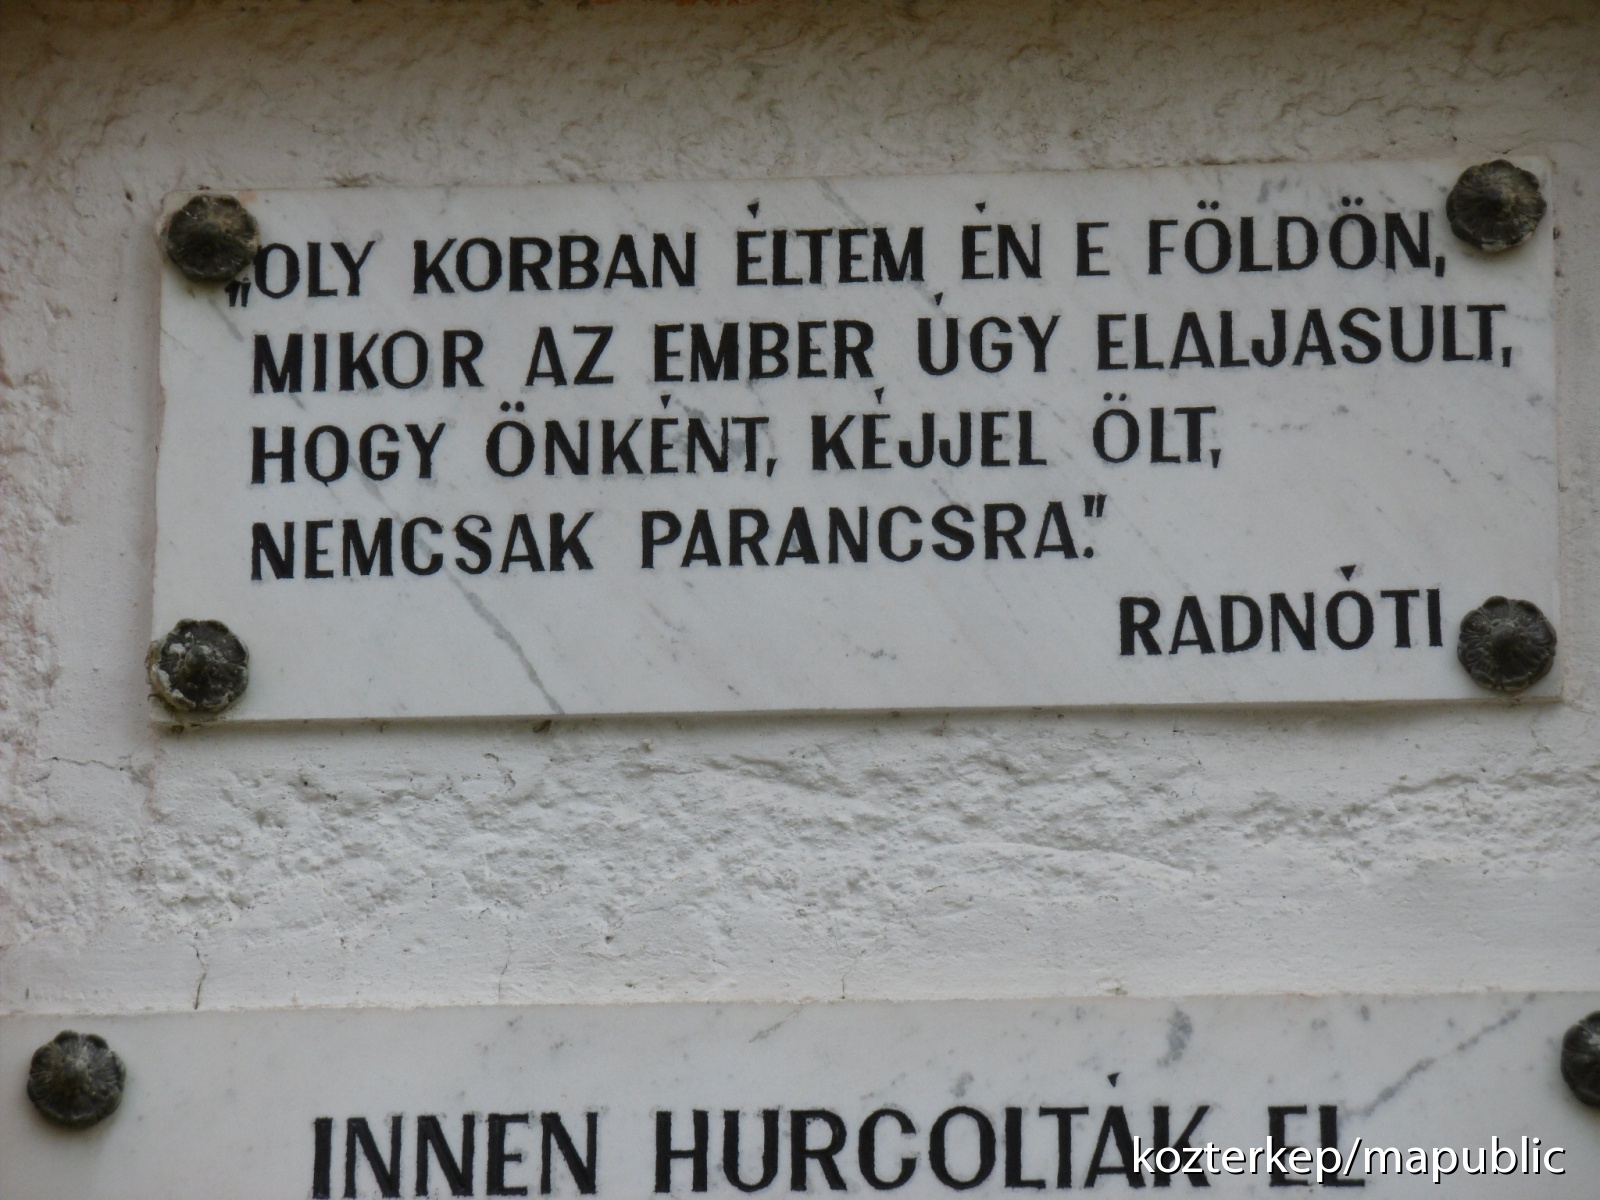 „OLY KORBAN ÉLTEM ÉN E FÖLDÖN,
MIKOR AZ EMBER ÚGY ELALJASULT,
HOGY ÖNKÉNT, KÉJJEL ÖLT,
NEMCSAK PARANCSRA."
RADNÓTI
INNEN HURCOLTÁK EL
kozterkep/mapublic